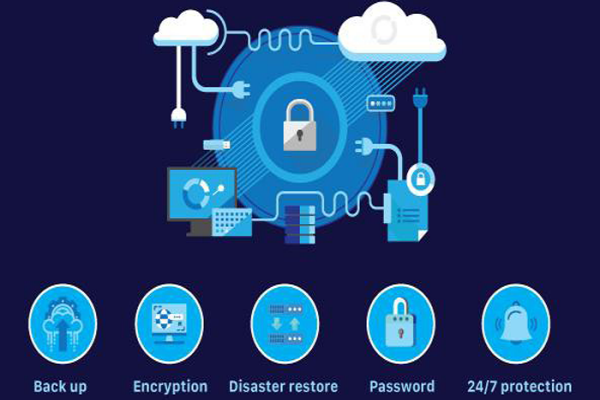 Back up
Encryption
Disaster restore
Password
24/7 protection